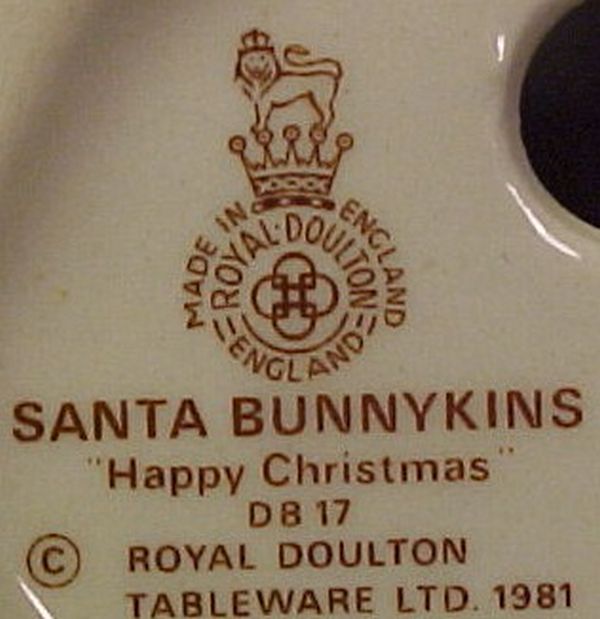 MADE IN ENGLAND
ROYAL·DOULTON
ENGLAND
SANTA BUNNYKINS
"Happy Christmas"
DB 17
© ROYAL DOULTON
TABLEWARE LTD. 1981